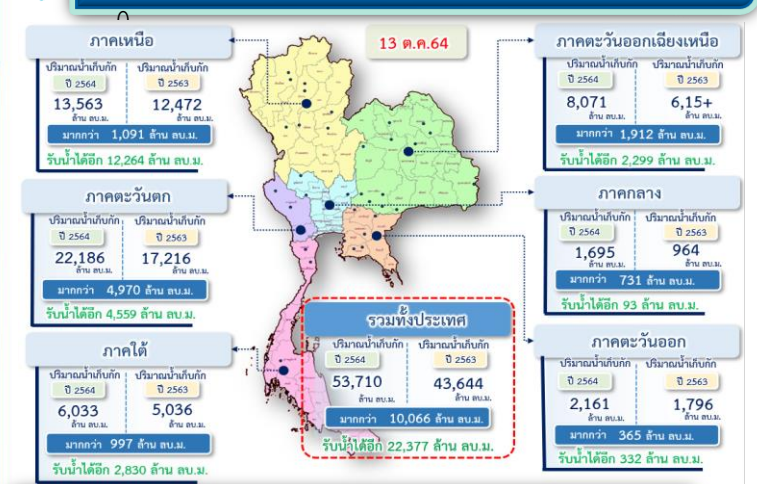 ภาคเหนือ
ปริมาณน้ำเก็บกัก ปริมาณน้ำเก็บกัก
ปี 2564 ปี 2563
13,563 12,472
ล้าน ลบ.ม. ล้าน ลบ.ม.
มากกว่า 1,091 ล้าน ลบ.ม.
รับน้ำได้อีก 12,264 ล้าน ลบ.ม.
13 ต.ค.64
ภาคตะวันออกเฉียงเหนือ
ปริมาณน้ำเก็บกัก ปริมาณน้ำเก็บกัก
ปี 2564 ปี 2563
8,071 6,15+
ล้าน ลบ.ม. ล้าน ลบ.ม.
มากกว่า 1,912 ล้าน ลบ.ม.
รับน้ำได้อีก 2,299 ล้าน ลบ.ม.
ภาคตะวันตก
ปริมาณน้ำเก็บกัก ปริมาณน้ำเก็บกัก
ปี 2564 ปี 2563
22,186 17,216
ล้าน ลบ.ม. ล้าน ลบ.ม.
มากกว่า 4,970 ล้าน ลบ.ม.
รับน้ำได้อีก 4,559 ล้าน ลบ.ม.
ภาคกลาง
ปริมาณน้ำเก็บกัก ปริมาณน้ำเก็บกัก
ปี 2564 ปี 2563
1,695 964
ล้าน ลบ.ม. ล้าน ลบ.ม.
มากกว่า 731 ล้าน ลบ.ม.
รับน้ำได้อีก 93 ล้าน ลบ.ม.
ภาคใต้
ปริมาณน้ำเก็บกัก ปริมาณน้ำเก็บกัก
ปี 2564 ปี 2563
6,033 5,036
ล้าน ลบ.ม. ล้าน ลบ.ม.
มากกว่า 997 ล้าน ลบ.ม.
รับน้ำได้อีก 2,830 ล้าน ลบ.ม.
รวมทั้งประเทศ
ปริมาณน้ำเก็บกัก ปริมาณน้ำเก็บกัก
ปี 2564 ปี 2563
53,710 43,644
ล้าน ลบ.ม. ล้าน ลบ.ม.
มากกว่า 10,066 ล้าน ลบ.ม.
รับน้ำได้อีก 22,377 ล้าน ลบ.ม.
ภาคตะวันออก
ปริมาณน้ำเก็บกัก ปริมาณน้ำเก็บกัก
ปี 2564 ปี 2563
2,161 1,796
ล้าน ลบ.ม. ล้าน ลบ.ม.
มากกว่า 365 ล้าน ลบ.ม.
รับน้ำได้อีก 332 ล้าน ลบ.ม.